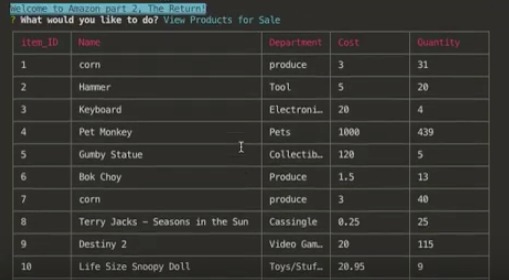 Welcome to Amazon part 2, The Return!
? What would you like to do? View Products for Sale
item_ID Name Department Cost Quantity
1 corn produce 3 31
2 Hammer Tool 5 20
3 Keyboard Electroni… 20 4
4 Pet Monkey Pets 1000 439
5 Gumby Statue Collectib… 120 5
6 Bok Choy Produce 1.5 13
7 corn produce 3 40
8 Terry Jacks - Seasons in the Sun Cassingle 0.25 25
9 Destiny 2 Video Gam… 20 115
10 Life Size Snoopy Doll Toys/Stuf… 20.95 9